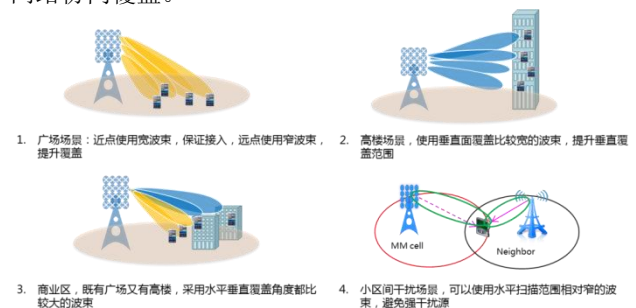 1. 广场场景：近点使用宽波束，保证接入，远点使用窄波束，
提升覆盖
2. 高楼场景，使用垂直面覆盖比较宽的波束，提升垂直覆
盖范围
MM cell
Neighbor
3. 商业区，既有广场又有高楼，采用水平垂直覆盖角度都比
较大的波束
4. 小区间干扰场景，可以使用水平扫描范围相对窄的波
束，避免强干扰源